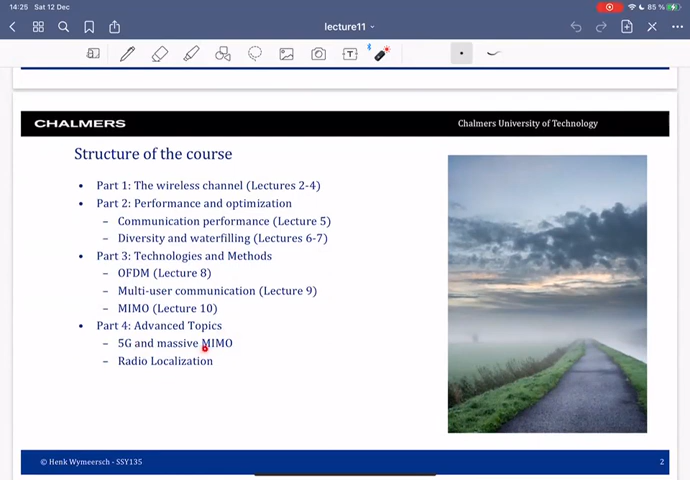 14:25 Sat 12 Dec
85 %
lecture11
CHALMERS
Chalmers University of Technology
Structure of the course
• Part 1: The wireless channel (Lectures 2-4)
• Part 2: Performance and optimization
– Communication performance (Lecture 5)
– Diversity and waterfilling (Lectures 6-7)
• Part 3: Technologies and Methods
– OFDM (Lecture 8)
– Multi-user communication (Lecture 9)
– MIMO (Lecture 10)
• Part 4: Advanced Topics
– 5G and massive MIMO
– Radio Localization
© Henk Wymeersch - SSY135
2